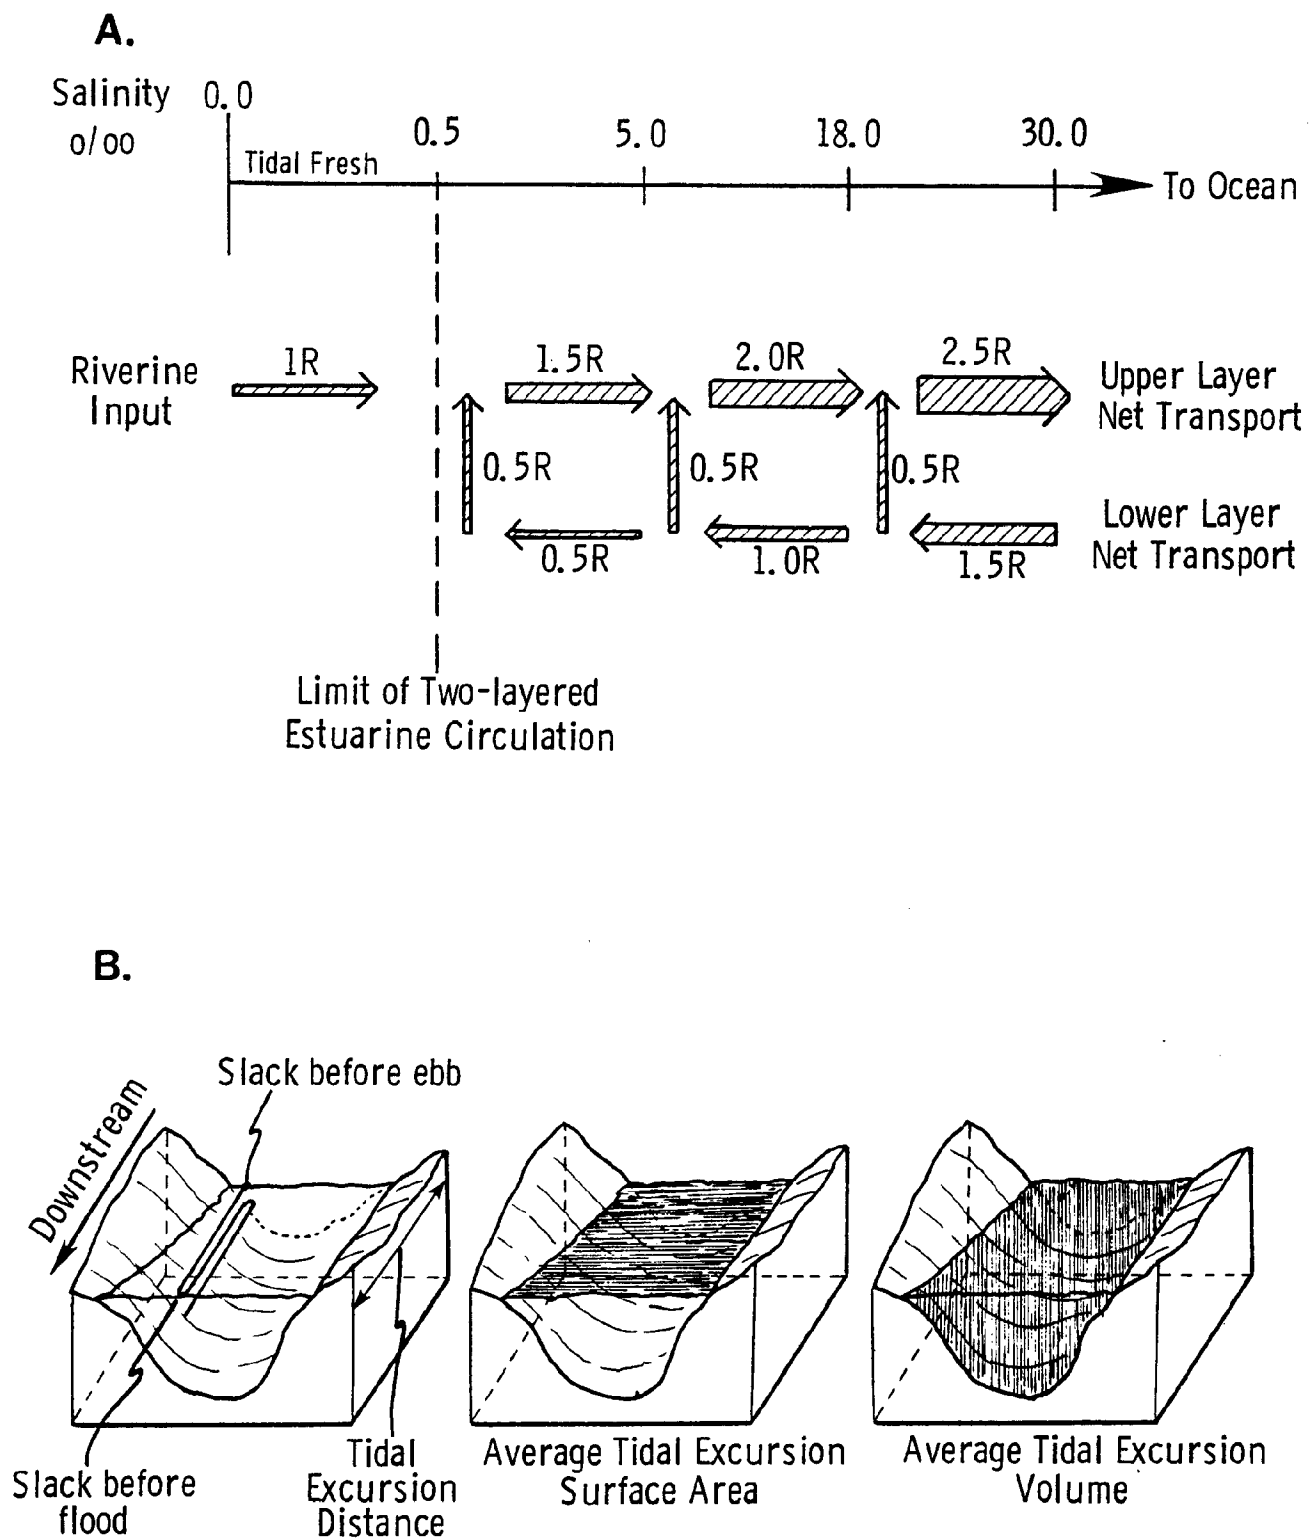 A.
Salinity 0.0
o/oo
0.5 5.0 18.0 30.0
Tidal Fresh
To Ocean
Riverine
Input
1R
1.5R
2.0R
2.5R
Upper Layer
Net Transport
0.5R
0.5R
0.5R
0.5R
1.0R
1.5R
Lower Layer
Net Transport
Limit of Two-layered
Estuarine Circulation
B.
Slack before ebb
Downstream
Slack before
flood
Tidal
Excursion
Distance
Average Tidal Excursion
Surface Area
Average Tidal Excursion
Volume